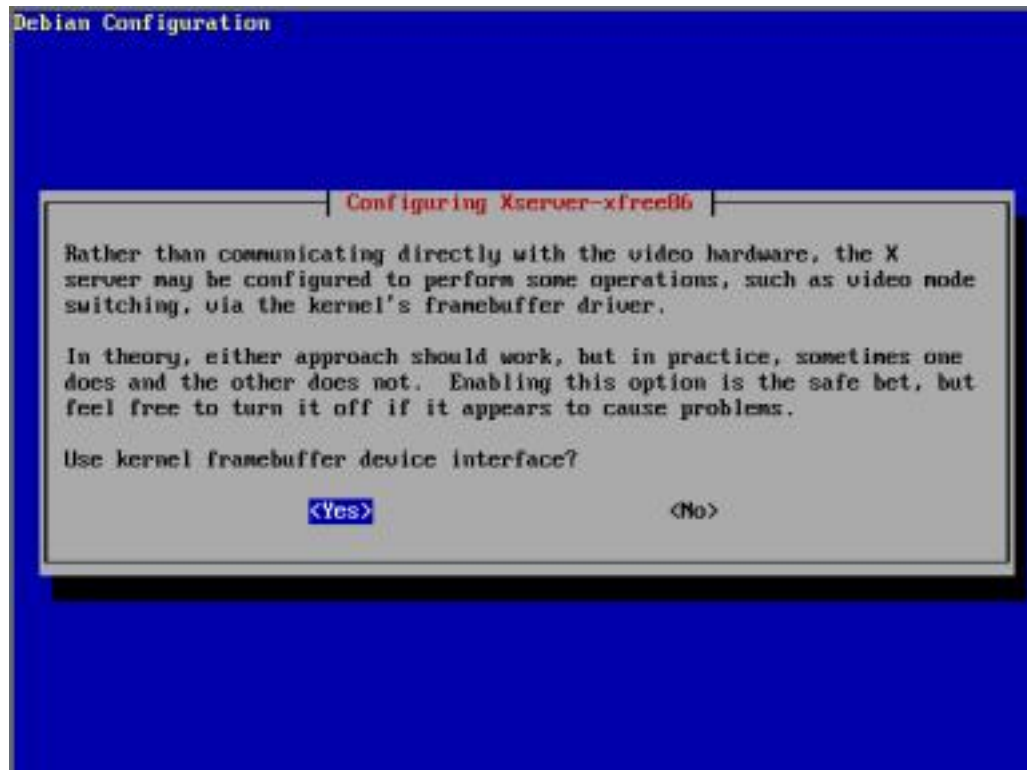 Debian Configuration
Configuring Xserver-xfree86
Rather than communicating directly with the video hardware, the X
server may be configured to perform some operations, such as video mode
switching, via the kernel's framebuffer driver.
In theory, either approach should work, but in practice, sometimes one
does and the other does not.  Enabling this option is the safe bet, but
feel free to turn it off if it appears to cause problems.
Use kernel framebuffer device interface?
<Yes> <No>